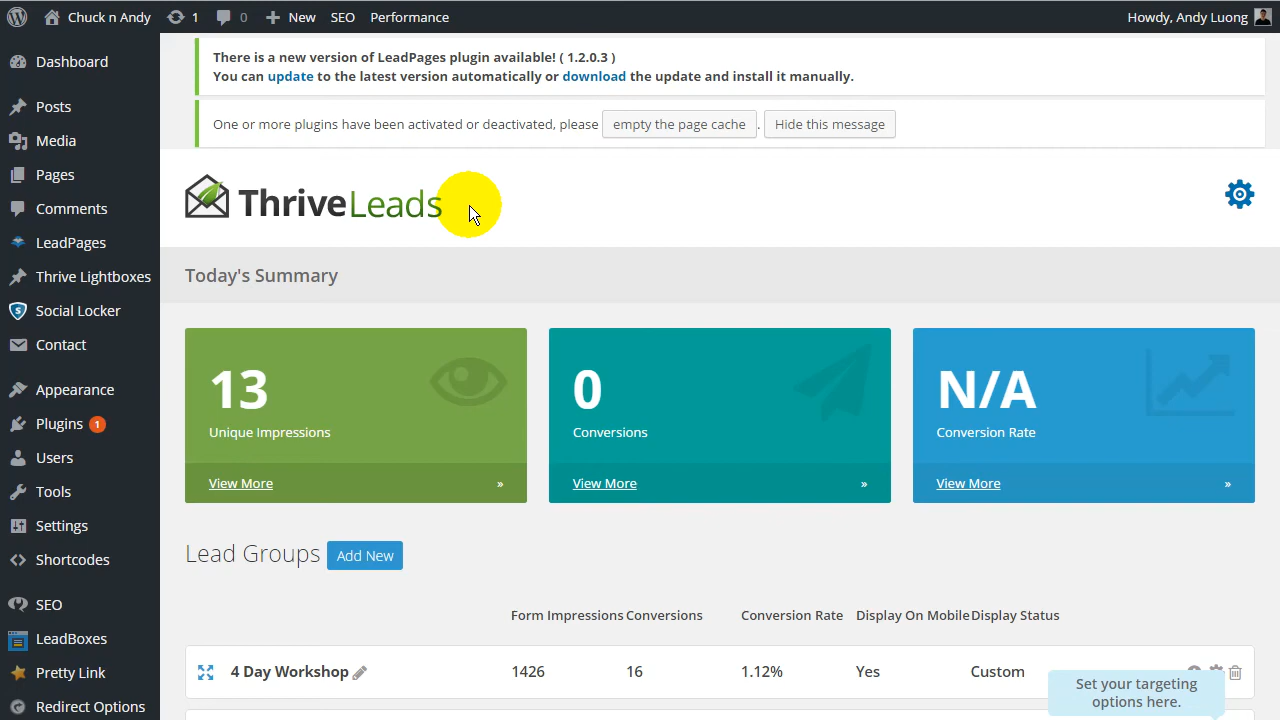 Chuck n Andy 1 0 New SEO Performance Howdy, Andy Luong
Dashboard
Posts
Media
Pages
Comments
LeadPages
Thrive Lightboxes
Social Locker
Contact
Appearance
Plugins 1
Users
Tools
Settings
Shortcodes
SEO
LeadBoxes
Pretty Link
Redirect Options
There is a new version of LeadPages plugin available! ( 1.2.0.3 )
You can update to the latest version automatically or download the update and install it manually.
One or more plugins have been activated or deactivated, please empty the page cache . Hide this message
ThriveLeads
Today's Summary
13
Unique Impressions
View More »
0
Conversions
View More »
N/A
Conversion Rate
View More »
Lead Groups Add New
Form Impressions Conversions Conversion Rate Display On Mobile Display Status
4 Day Workshop 1426 16 1.12% Yes Custom
Set your targeting
options here.